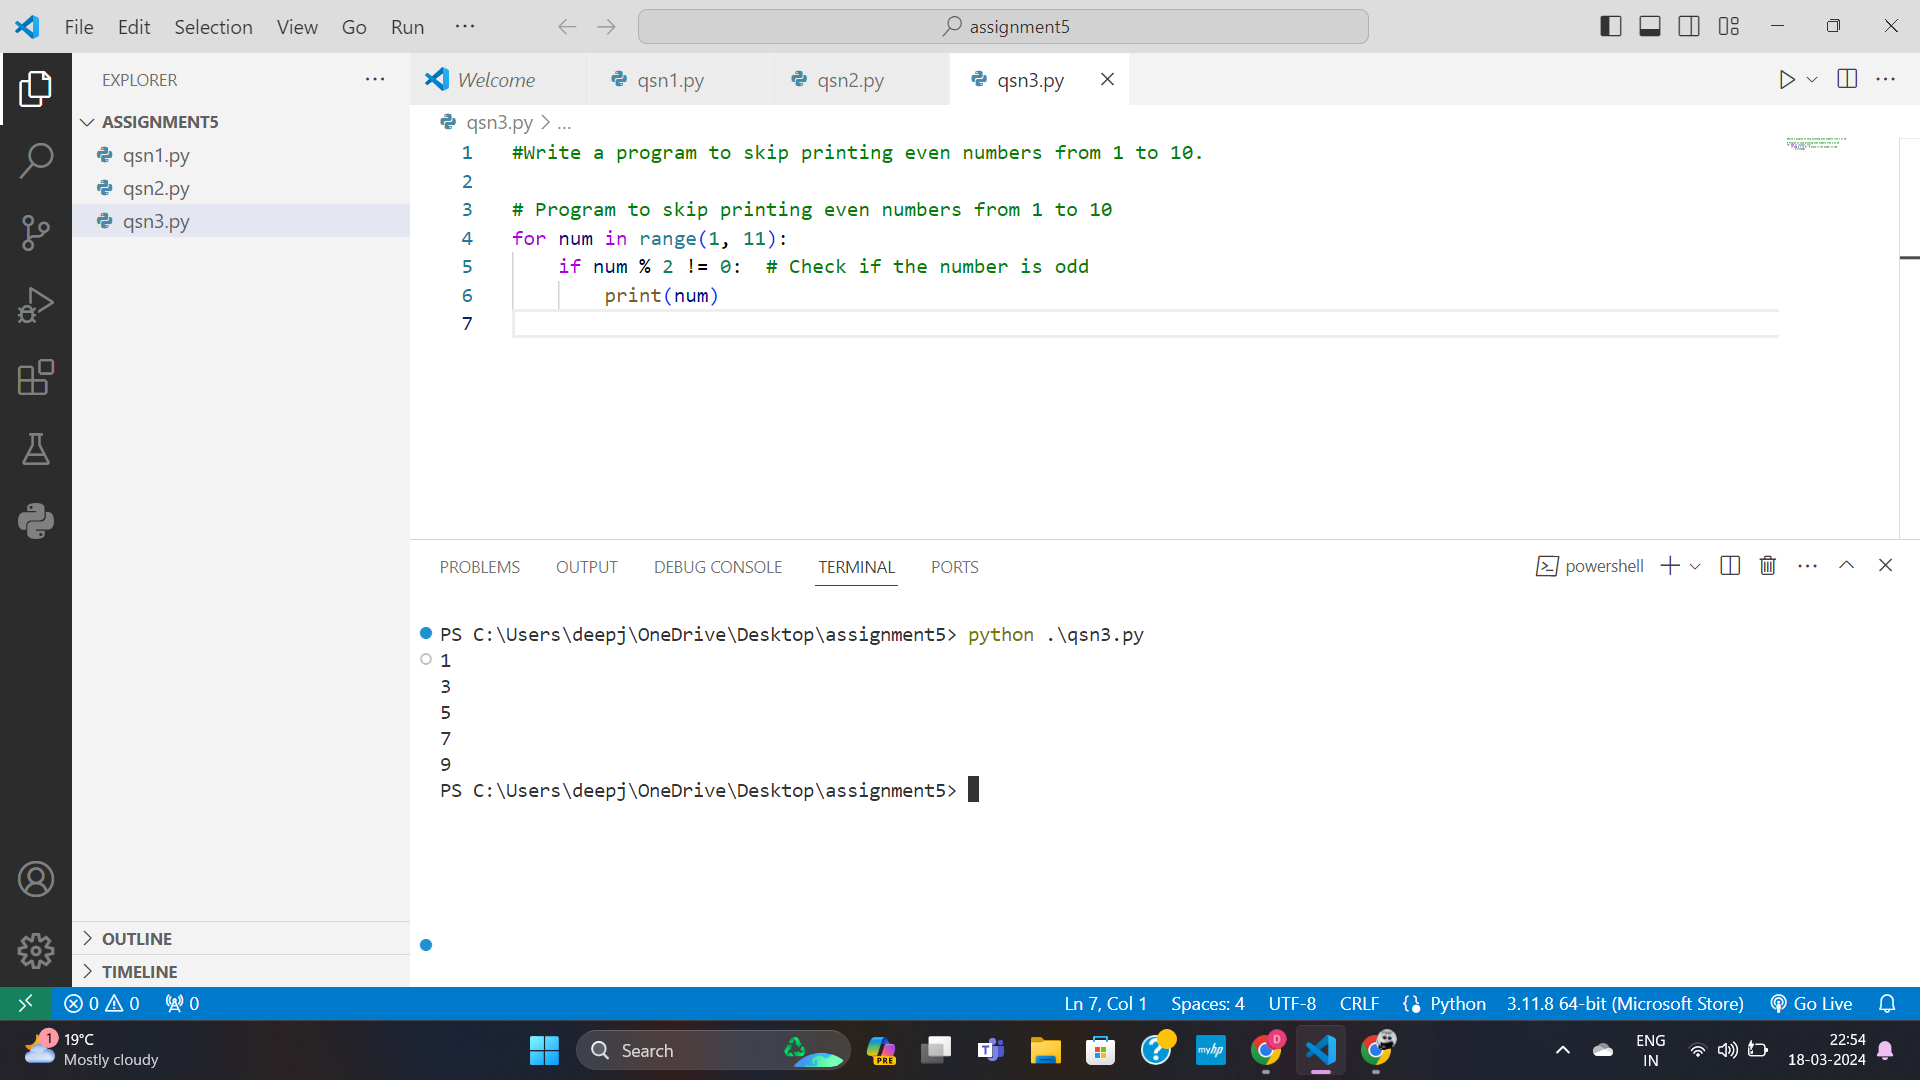 File Edit Selection View Go Run ··· assignment5
EXPLORER ···
Welcome qsn1.py qsn2.py qsn3.py
ASSIGNMENT5
qsn1.py
qsn2.py
qsn3.py
qsn3.py > ...
1 #Write a program to skip printing even numbers from 1 to 10.
2
3 # Program to skip printing even numbers from 1 to 10
4 for num in range(1, 11):
5     if num % 2 != 0:  # Check if the number is odd
6         print(num)
7
PROBLEMS OUTPUT DEBUG CONSOLE TERMINAL PORTS powershell
PS C:\Users\deepj\OneDrive\Desktop\assignment5> python .\qsn3.py
1
3
5
7
9
PS C:\Users\deepj\OneDrive\Desktop\assignment5>
OUTLINE
TIMELINE
0 0 0 Ln 7, Col 1 Spaces: 4 UTF-8 CRLF Python 3.11.8 64-bit (Microsoft Store) Go Live
1 19°C
Mostly cloudy
Search
PRE
myhp
D
ENG
IN
22:54
18-03-2024